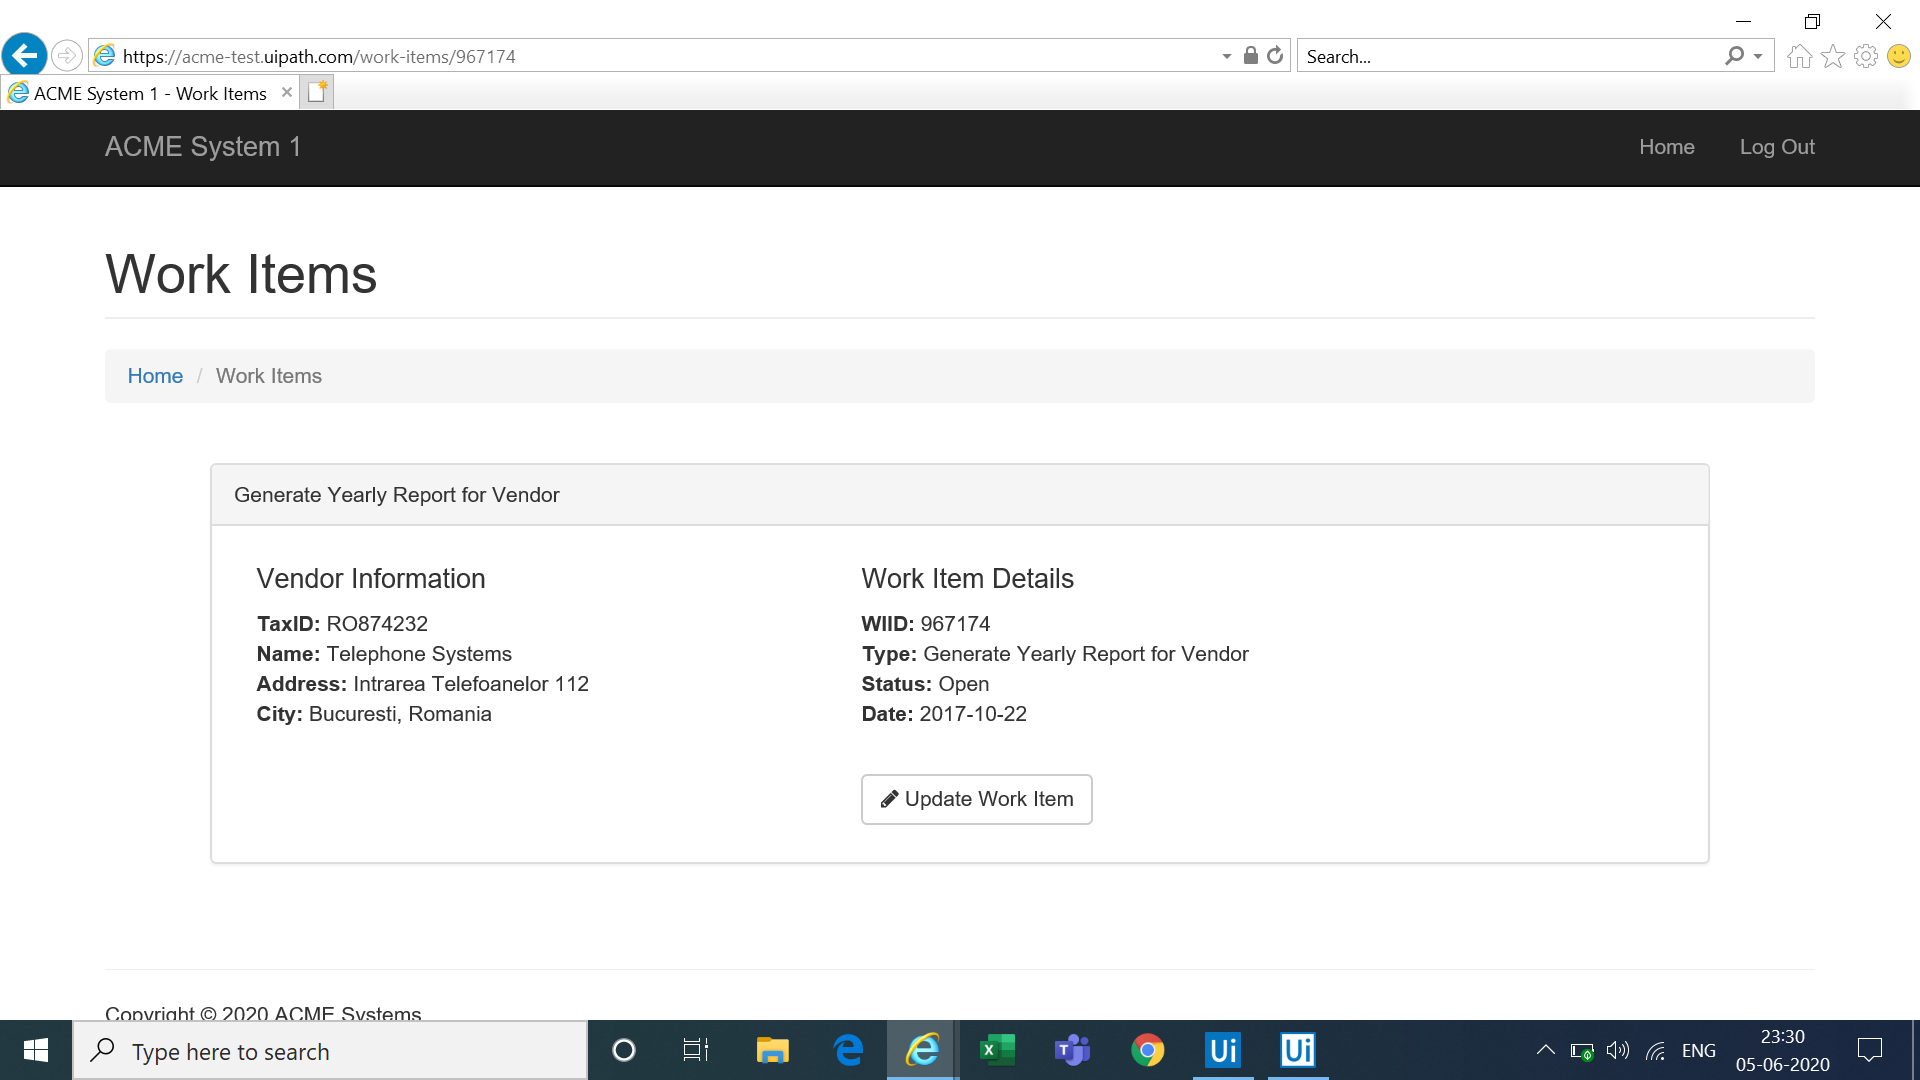 https://acme-test.uipath.com/work-items/967174
Search...
ACME System 1 - Work Items
ACME System 1
Home
Log Out
Work Items
Home / Work Items
Generate Yearly Report for Vendor
Vendor Information
TaxID: RO874232
Name: Telephone Systems
Address: Intrarea Telefoanelor 112
City: Bucuresti, Romania
Work Item Details
WIID: 967174
Type: Generate Yearly Report for Vendor
Status: Open
Date: 2017-10-22
Update Work Item
Copyright © 2020 ACME Systems
Type here to search
Ui
Ui
ENG
23:30
05-06-2020